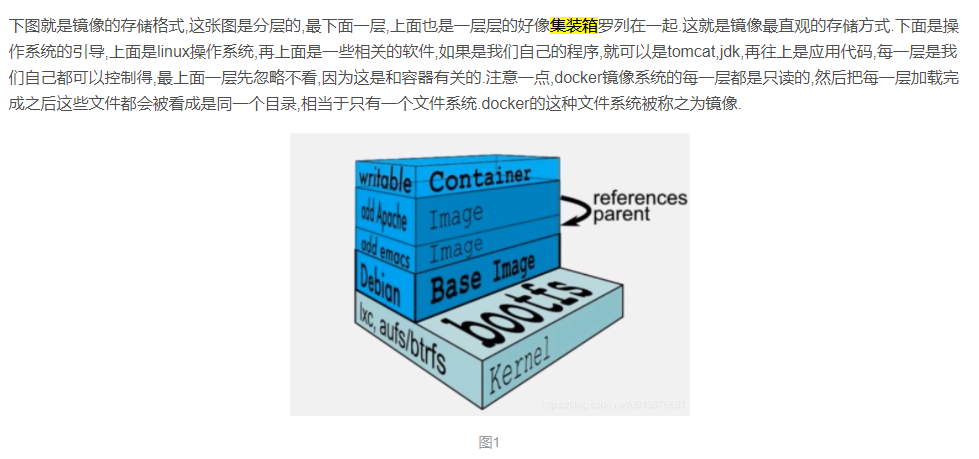 下图就是镜像的存储格式,这张图是分层的,最下面一层,上面也是一层层的好像集装箱罗列在一起.这就是镜像最直观的存储方式.下面是操
作系统的引导,上面是linux操作系统,再上面是一些相关的软件,如果是我们自己的程序,就可以是tomcat,jdk,再往上是应用代码,每一层是我
们自己都可以控制得,最上面一层先忽略不看,因为这是和容器有关的.注意一点,docker镜像系统的每一层都是只读的,然后把每一层加载完
成之后这些文件都会被看成是同一个目录,相当于只有一个文件系统.docker的这种文件系统被称之为镜像.
writable Container
add Apache Image
references
parent
add emacs Image
Debian Base Image
bootfs
lxc, aufs/btrfs
Kernel
图1